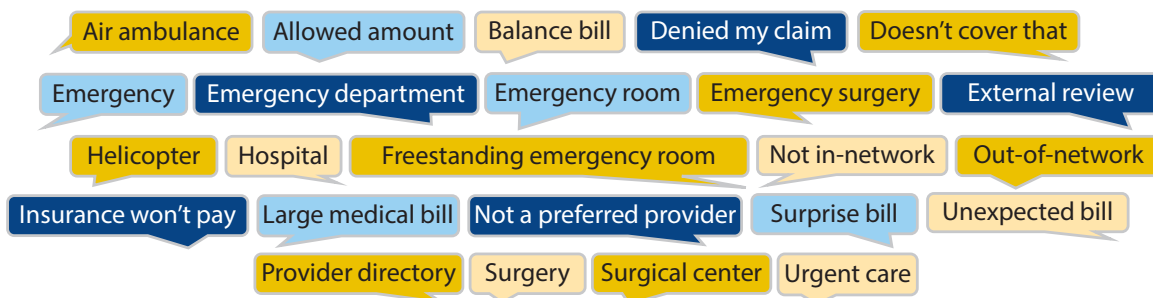 Air ambulance Allowed amount Balance bill Denied my claim Doesn’t cover that
Emergency Emergency department Emergency room Emergency surgery External review
Helicopter Hospital Freestanding emergency room Not in-network Out-of-network
Insurance won’t pay Large medical bill Not a preferred provider Surprise bill Unexpected bill
Provider directory Surgery Surgical center Urgent care